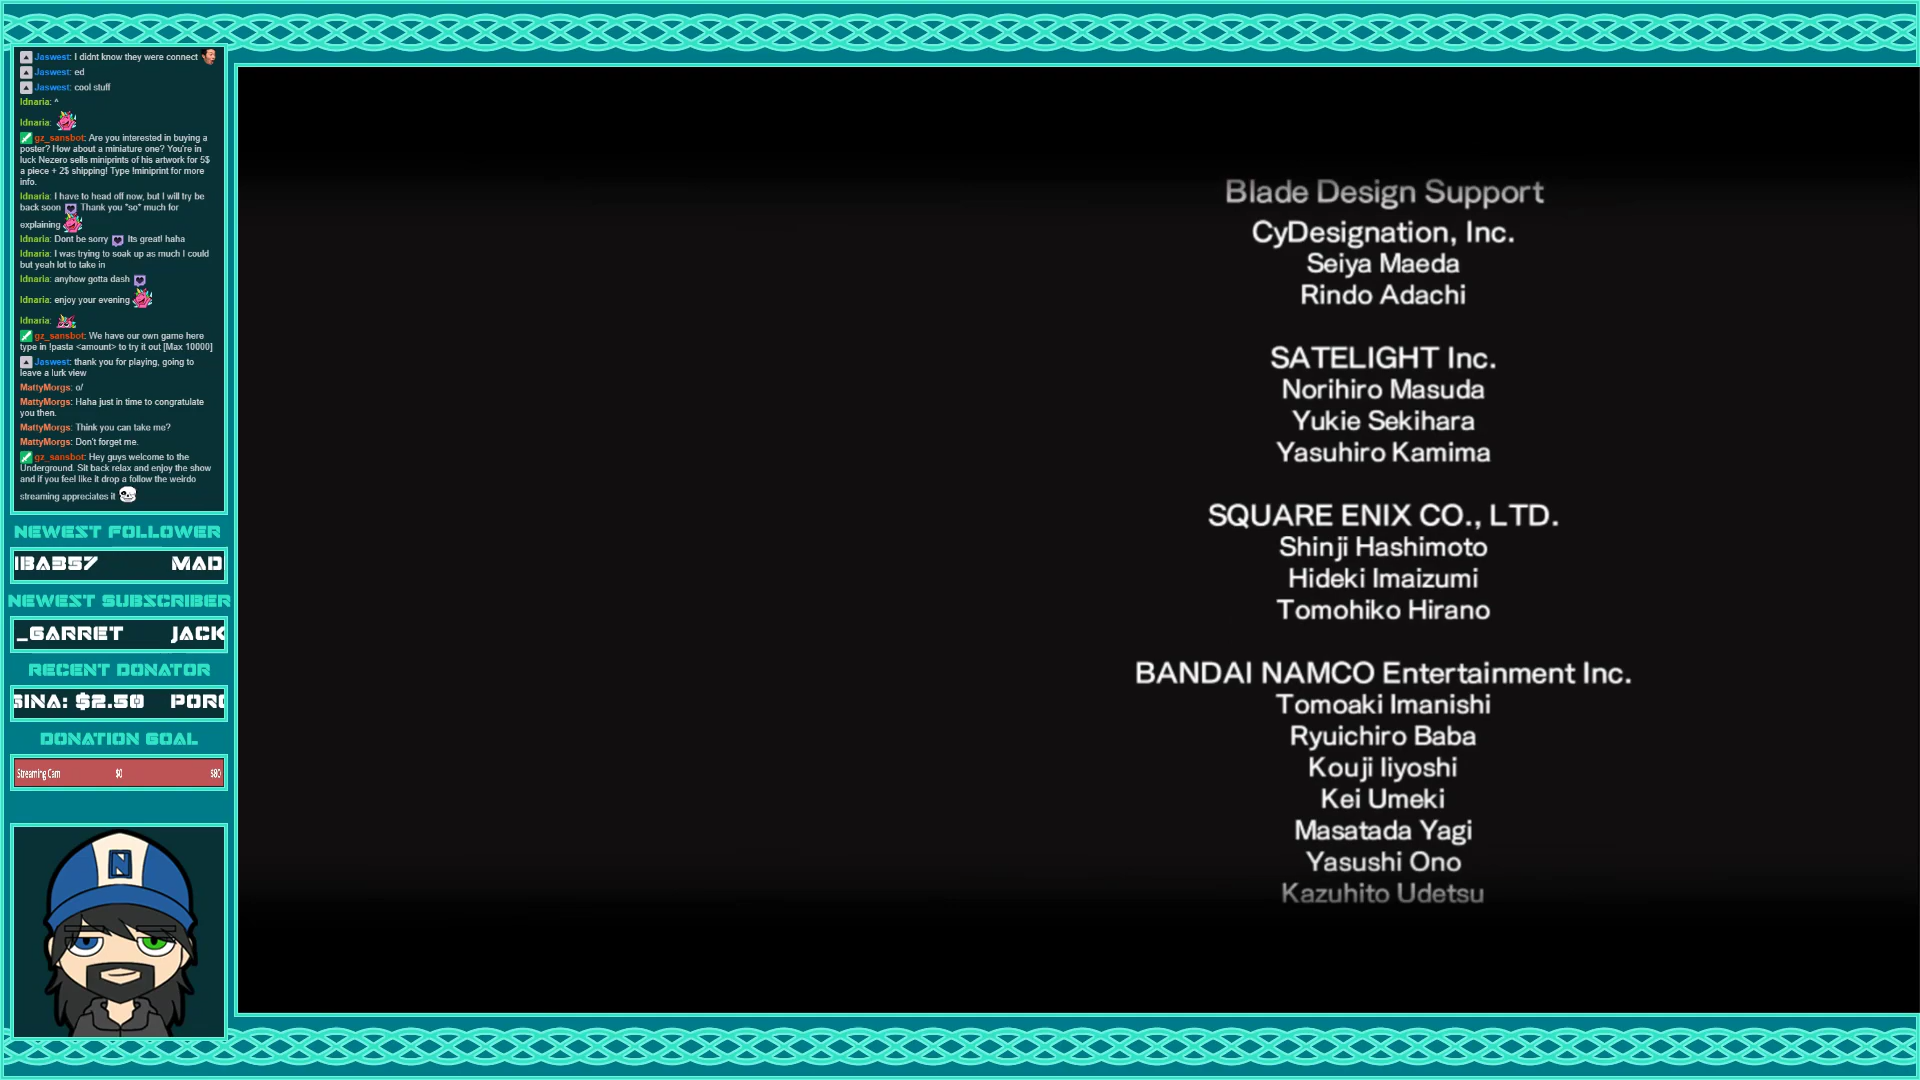 Jaswest: I didnt know they were connect
Jaswest: ed
Jaswest: cool stuff
Idnaria: ^
Idnaria:
gz_sansbot: Are you interested in buying a
poster? How about a miniature one? You're in
luck Nezero sells miniprints of his artwork for 5$
a piece + 2$ shipping! Type !miniprint for more
info.
Idnaria: I have to head off now, but I will try be
back soon Thank you *so* much for
explaining
Idnaria: Dont be sorry Its great! haha
Idnaria: I was trying to soak up as much I could
but yeah lot to take in
Idnaria: anyhow gotta dash
Idnaria: enjoy your evening
Idnaria:
gz_sansbot: We have our own game here
type in !pasta <amount> to try it out [Max 10000]
Jaswest: thank you for playing, going to
leave a lurk view
MattyMorgs: o/
MattyMorgs: Haha just in time to congratulate
you then.
MattyMorgs: Think you can take me?
MattyMorgs: Don't forget me.
gz_sansbot: Hey guys welcome to the
Underground. Sit back relax and enjoy the show
and if you feel like it drop a follow the weirdo
streaming appreciates it
NEWEST FOLLOWER
IBA357 MAD
NEWEST SUBSCRIBER
_GARRET JACK
RECENT DONATOR
GINA: $2.50 PORC
DONATION GOAL
Streaming Cam $0 $80
N
Blade Design Support
CyDesignation, Inc.
Seiya Maeda
Rindo Adachi
SATELIGHT Inc.
Norihiro Masuda
Yukie Sekihara
Yasuhiro Kamima
SQUARE ENIX CO., LTD.
Shinji Hashimoto
Hideki Imaizumi
Tomohiko Hirano
BANDAI NAMCO Entertainment Inc.
Tomoaki Imanishi
Ryuichiro Baba
Kouji Iiyoshi
Kei Umeki
Masatada Yagi
Yasushi Ono
Kazuhito Udetsu